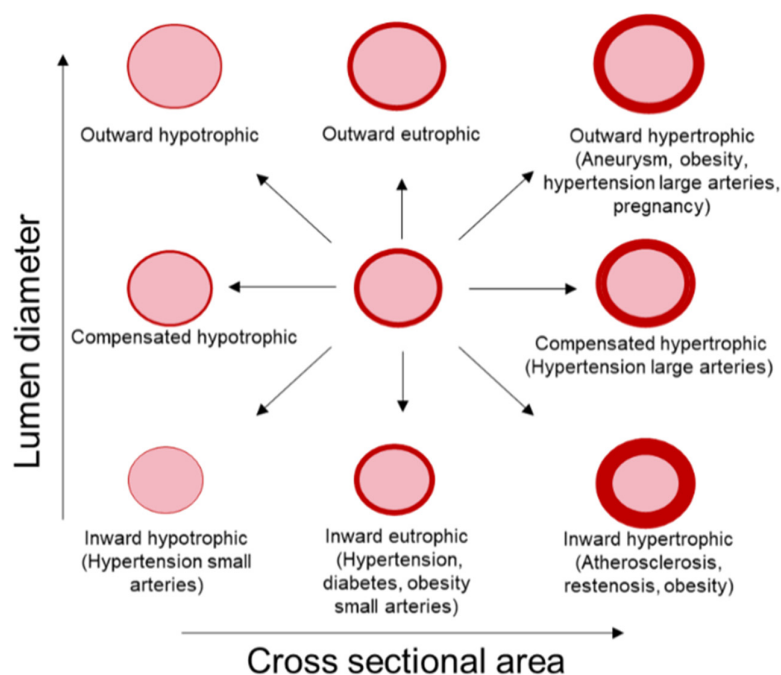 Outward hypotrophic
Outward eutrophic
Outward hypertrophic
(Aneurysm, obesity,
hypertension large arteries,
pregnancy)
Lumen diameter
Compensated hypotrophic
Compensated hypertrophic
(Hypertension large arteries)
Inward hypotrophic
(Hypertension small
arteries)
Inward eutrophic
(Hypertension,
diabetes, obesity
small arteries)
Inward hypertrophic
(Atherosclerosis,
restenosis, obesity)
Cross sectional area